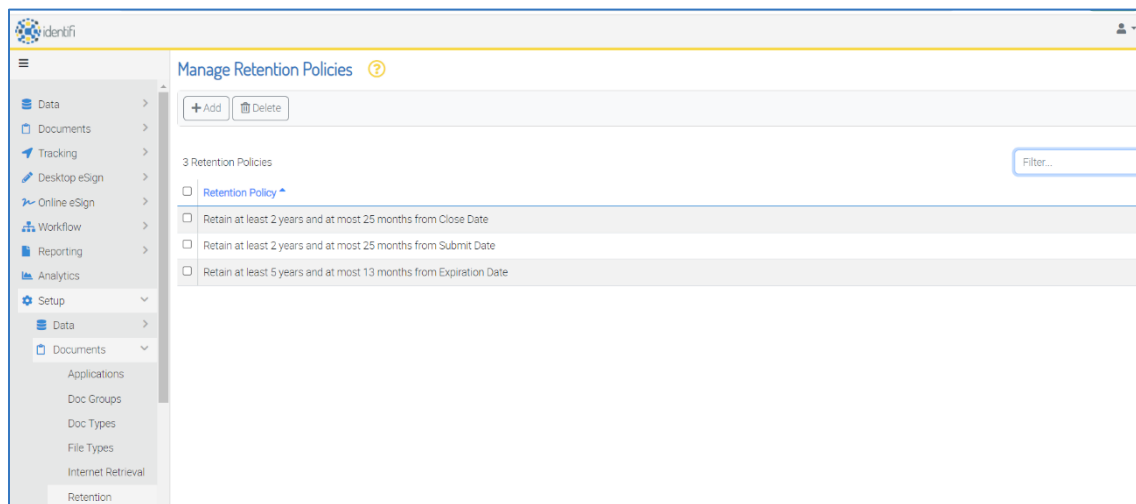 identifi
Manage Retention Policies ?
Add Delete
3 Retention Policies
Filter...
Retention Policy
Retain at least 2 years and at most 25 months from Close Date
Retain at least 2 years and at most 25 months from Submit Date
Retain at least 5 years and at most 13 months from Expiration Date
Data
Documents
Tracking
Desktop eSign
Online eSign
Workflow
Reporting
Analytics
Setup
Data
Documents
Applications
Doc Groups
Doc Types
File Types
Internet Retrieval
Retention